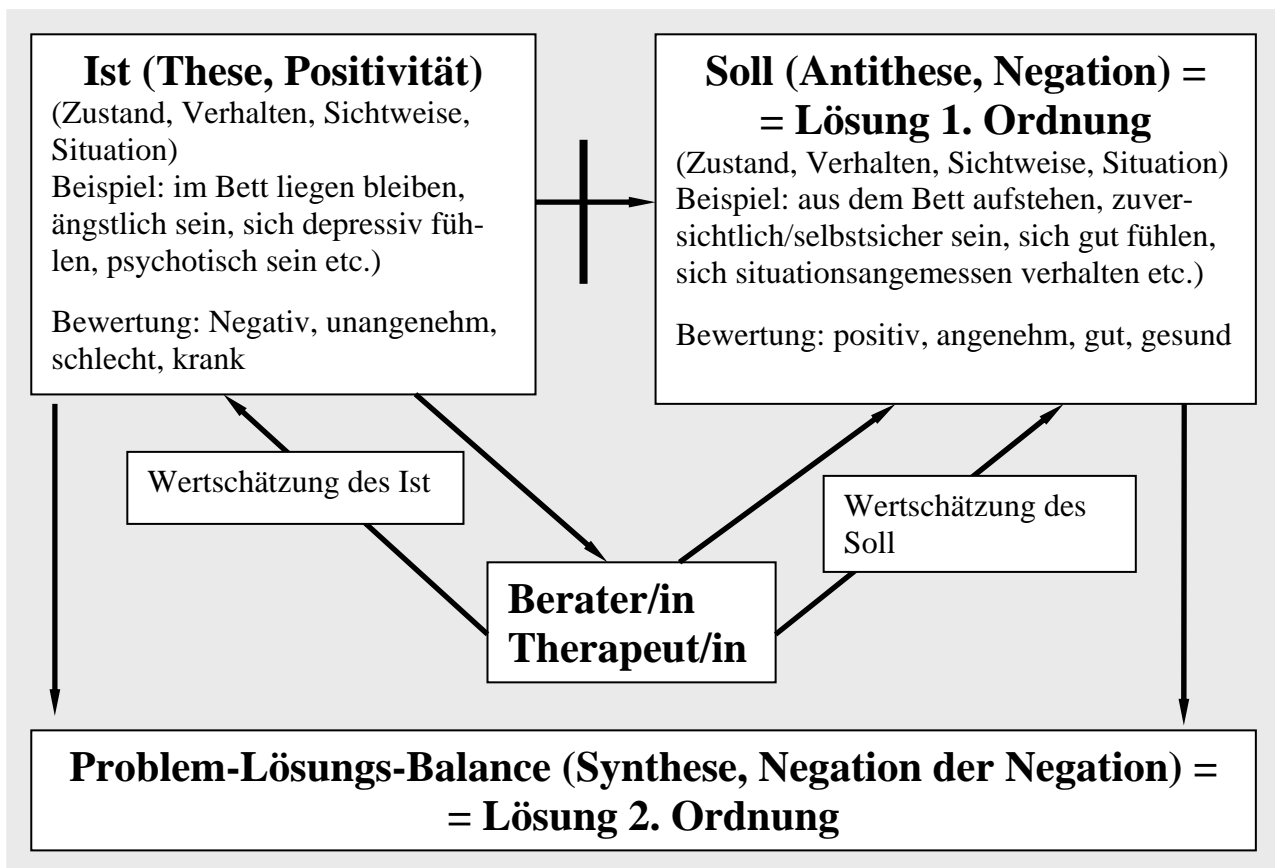 Ist (These, Positivität)
(Zustand, Verhalten, Sichtweise,
Situation)
Beispiel: im Bett liegen bleiben,
ängstlich sein, sich depressiv füh-
len, psychotisch sein etc.)
Bewertung: Negativ, unangenehm,
schlecht, krank
Soll (Antithese, Negation) =
= Lösung 1. Ordnung
(Zustand, Verhalten, Sichtweise, Situation)
Beispiel: aus dem Bett aufstehen, zuver-
sichtlich/selbstsicher sein, sich gut fühlen,
sich situationsangemessen verhalten etc.)
Bewertung: positiv, angenehm, gut, gesund
Wertschätzung des Ist
Wertschätzung des
Soll
Berater/in
Therapeut/in
Problem-Lösungs-Balance (Synthese, Negation der Negation) =
= Lösung 2. Ordnung